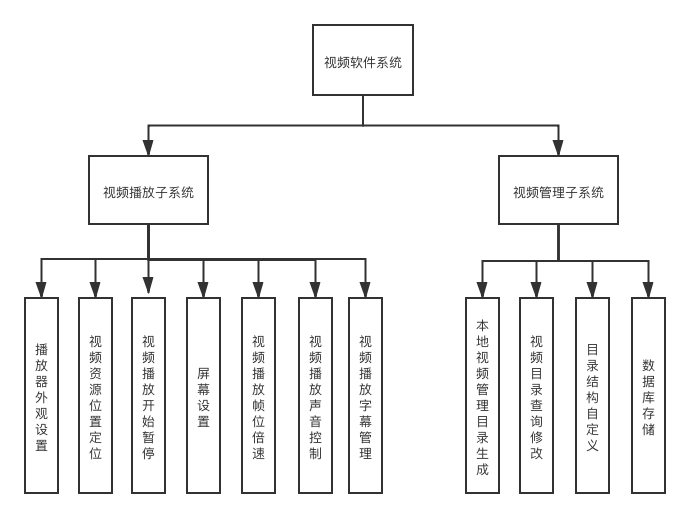 视频软件系统
视频播放子系统
视频管理子系统
播放器外观设置
视频资源位置定位
视频播放开始暂停
屏幕设置
视频播放帧位倍速
视频播放声音控制
视频播放字幕管理
本地视频管理目录生成
视频目录查询修改
目录结构自定义
数据库存储